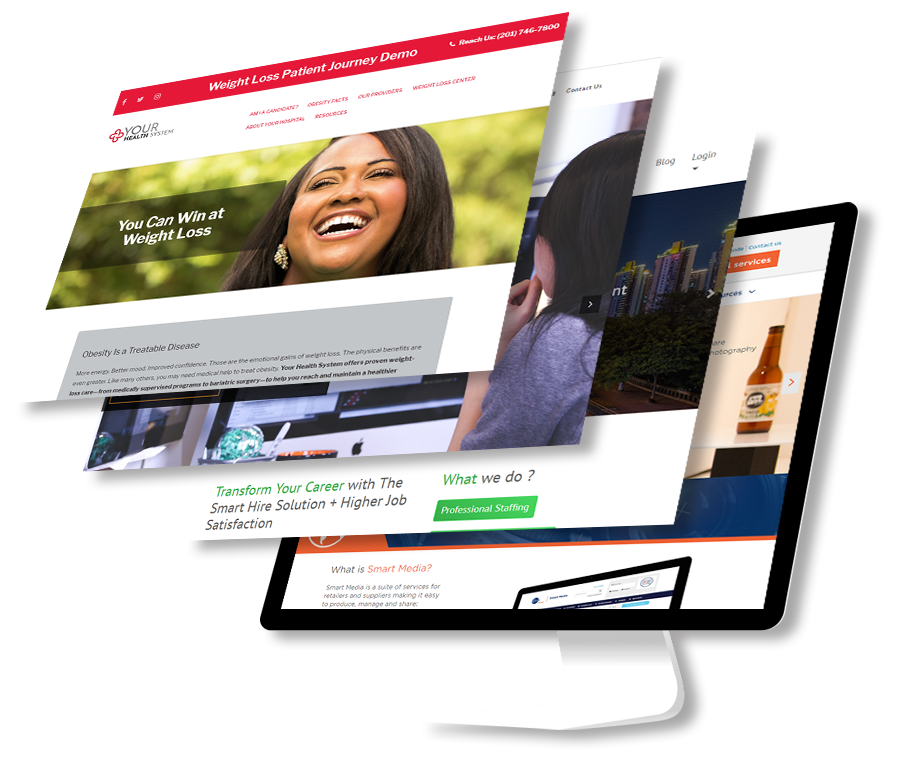 Weight Loss Patient Journey Demo
Reach Us: (201) 746-7800
AM I A CANDIDATE? OBESITY FACTS OUR PROVIDERS WEIGHT LOSS CENTER
ABOUT YOUR HOSPITAL RESOURCES
YOUR
HEALTH SYSTEM
You Can Win at
Weight Loss
Obesity Is a Treatable Disease
More energy. Better mood. Improved confidence. Those are the emotional gains of weight loss. The physical benefits are
even greater. Like many others, you may need medical help to treat obesity. Your Health System offers proven weight-
loss care—from medically supervised programs to bariatric surgery—to help you reach and maintain a healthier
Contact Us
Blog Login
nt
Transform Your Career with The
Smart Hire Solution + Higher Job
Satisfaction
What we do ?
Professional Staffing
Contact us
services
What is Smart Media?
Smart Media is a suite of services for
retailers and suppliers making it easy
to produce, manage and share: